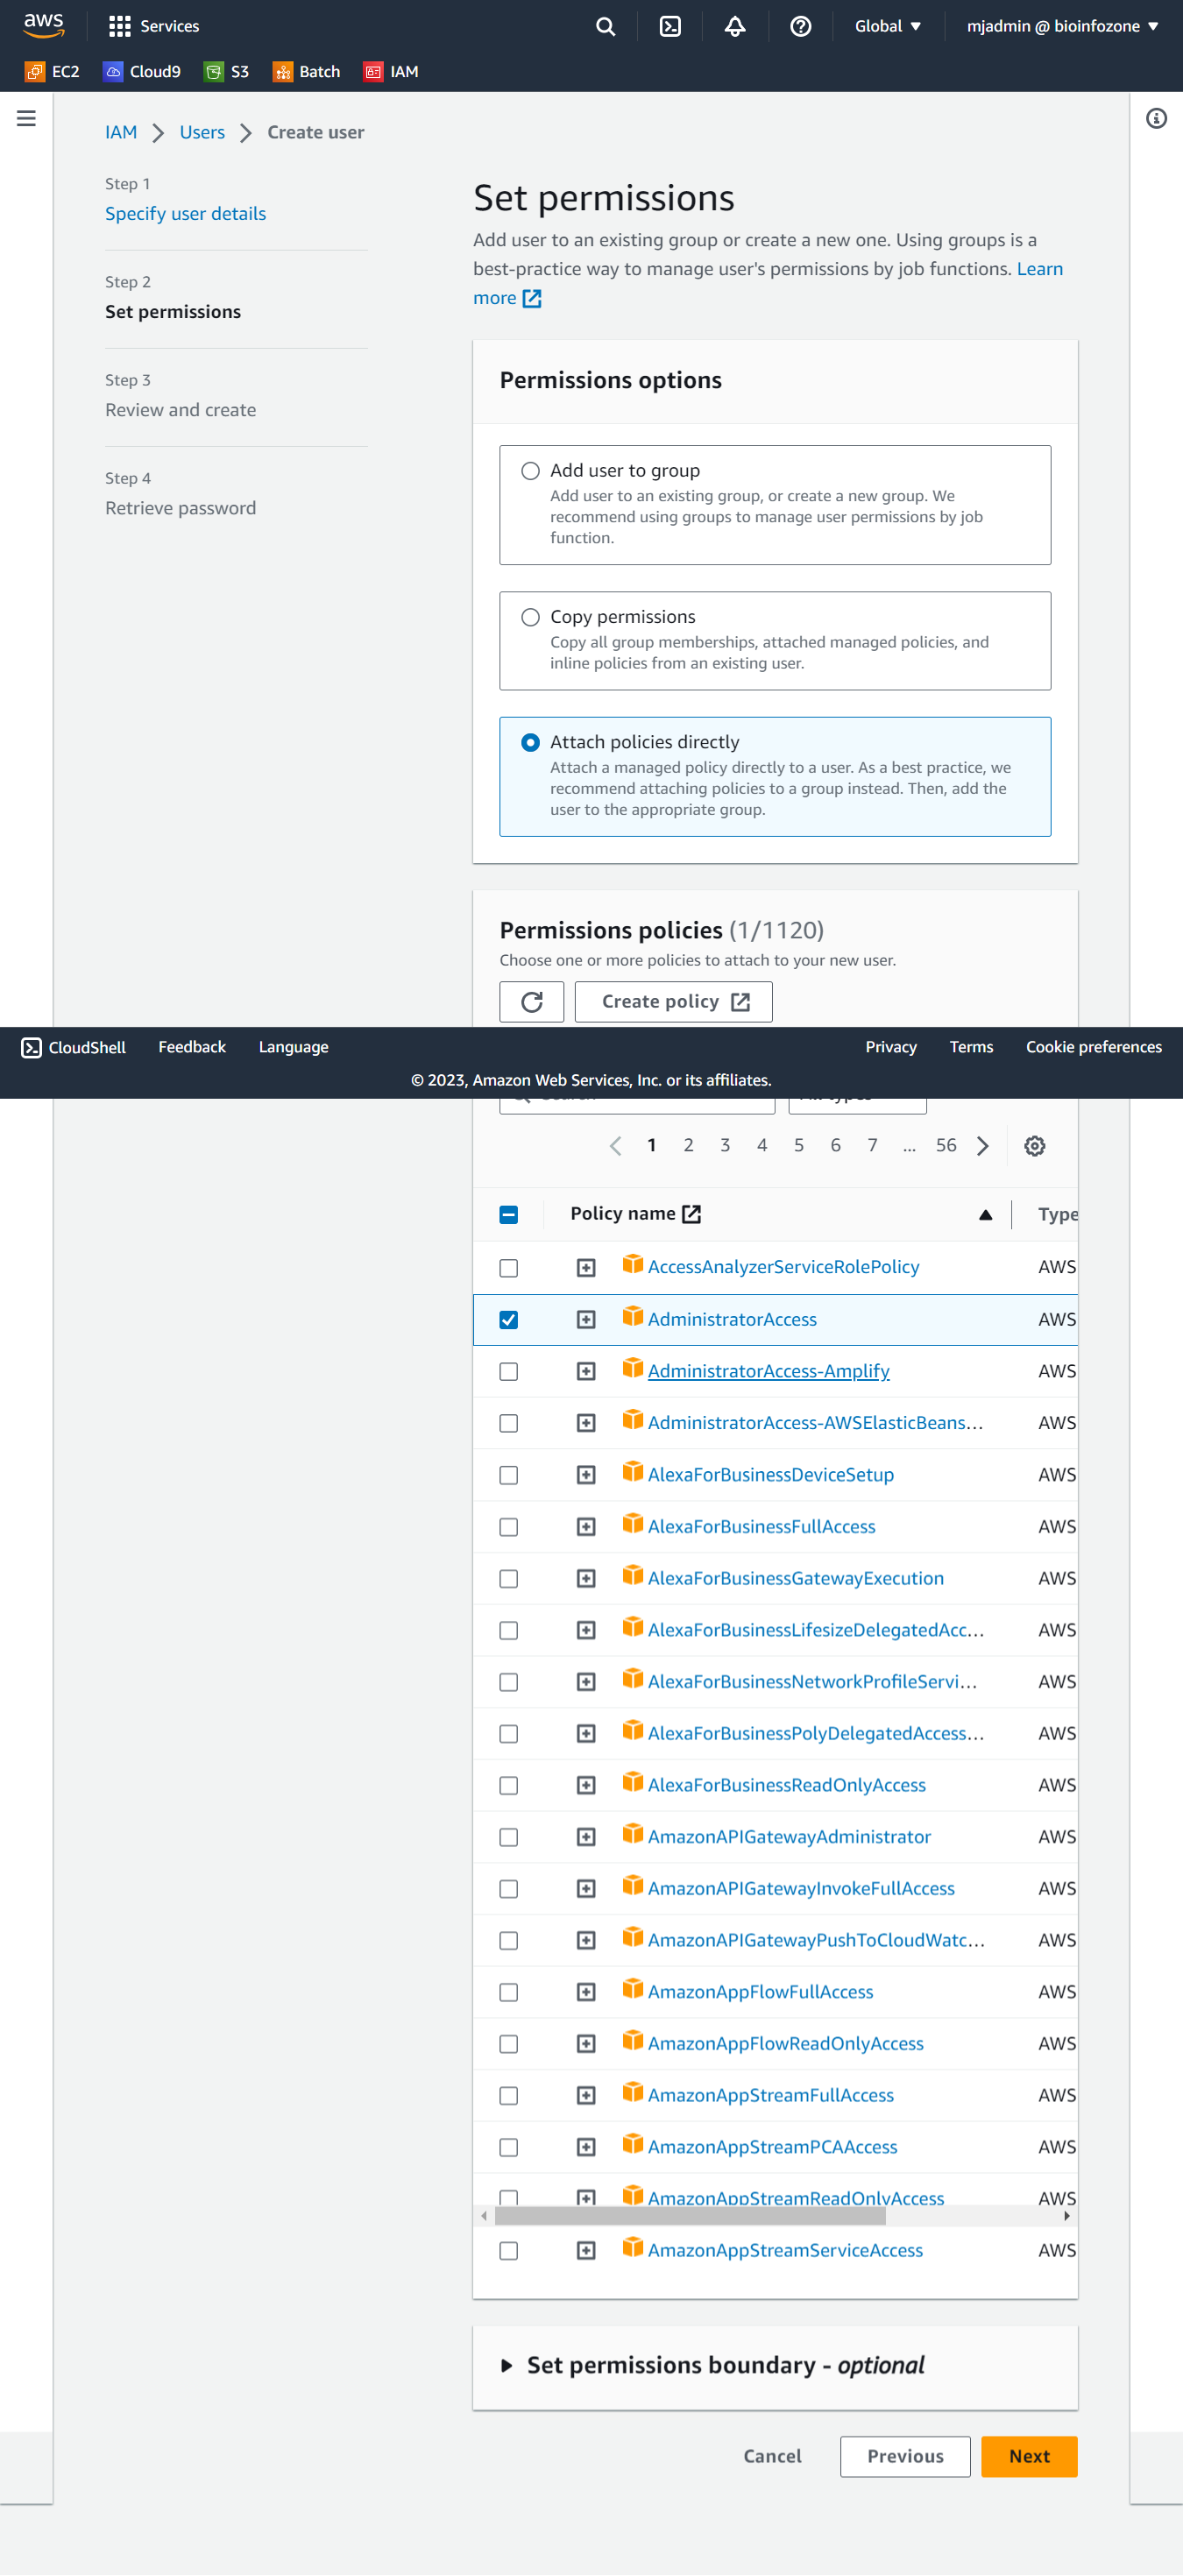 aws
Services
Global
mjadmin @ bioinfozone
EC2
Cloud9
S3
Batch
IAM
IAM
Users
Create user
Step 1
Specify user details
Step 2
Set permissions
Step 3
Review and create
Step 4
Retrieve password
Set permissions
Add user to an existing group or create a new one. Using groups is a
best-practice way to manage user's permissions by job functions. Learn
more
Permissions options
Add user to group
Add user to an existing group, or create a new group. We
recommend using groups to manage user permissions by job
function.
Copy permissions
Copy all group memberships, attached managed policies, and
inline policies from an existing user.
Attach policies directly
Attach a managed policy directly to a user. As a best practice, we
recommend attaching policies to a group instead. Then, add the
user to the appropriate group.
Permissions policies (1/1120)
Choose one or more policies to attach to your new user.
Create policy
CloudShell
Feedback
Language
Privacy
Terms
Cookie preferences
© 2023, Amazon Web Services, Inc. or its affiliates.
1 2 3 4 5 6 7 ... 56
Policy name
Type
AccessAnalyzerServiceRolePolicy AWS
AdministratorAccess AWS
AdministratorAccess-Amplify AWS
AdministratorAccess-AWSElasticBeans... AWS
AlexaForBusinessDeviceSetup AWS
AlexaForBusinessFullAccess AWS
AlexaForBusinessGatewayExecution AWS
AlexaForBusinessLifesizeDelegatedAcc... AWS
AlexaForBusinessNetworkProfileServi... AWS
AlexaForBusinessPolyDelegatedAccess... AWS
AlexaForBusinessReadOnlyAccess AWS
AmazonAPIGatewayAdministrator AWS
AmazonAPIGatewayInvokeFullAccess AWS
AmazonAPIGatewayPushToCloudWatc... AWS
AmazonAppFlowFullAccess AWS
AmazonAppFlowReadOnlyAccess AWS
AmazonAppStreamFullAccess AWS
AmazonAppStreamPCAAccess AWS
AmazonAppStreamReadOnlyAccess AWS
AmazonAppStreamServiceAccess AWS
Set permissions boundary - optional
Cancel
Previous
Next